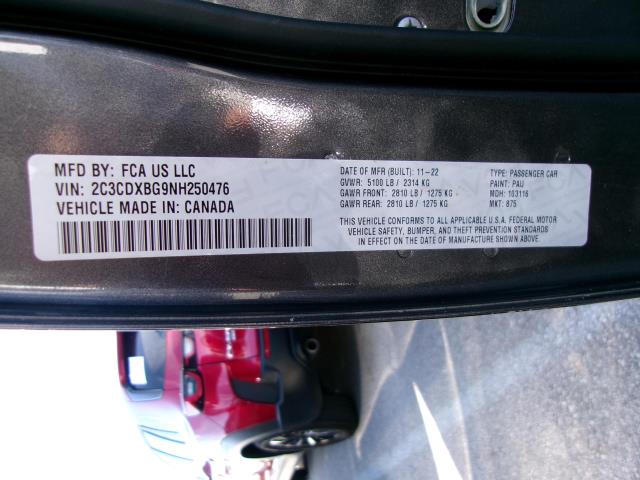 MFD BY: FCA US LLC
VIN: 2C3CDXBG9NH250476
VEHICLE MADE IN: CANADA
DATE OF MFR (BUILT): 11-22
GVWR: 5100 LB / 2314 KG
GAWR FRONT: 2810 LB / 1275 KG
GAWR REAR: 2810 LB / 1275 KG
TYPE: PASSENGER CAR
PAINT: PAU
MDH: 103116
MKT: 875
THIS VEHICLE CONFORMS TO ALL APPLICABLE U.S.A. FEDERAL MOTOR
VEHICLE SAFETY, BUMPER, AND THEFT PREVENTION STANDARDS
IN EFFECT ON THE DATE OF MANUFACTURE SHOWN ABOVE.